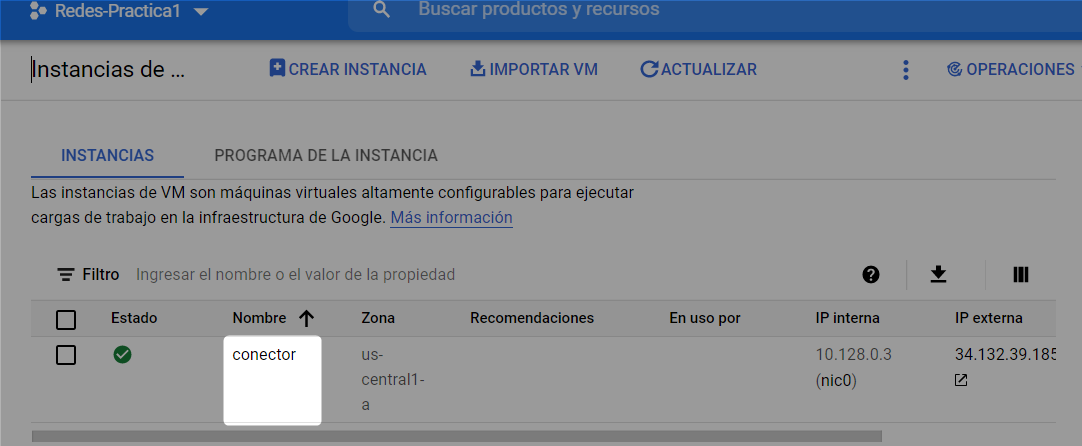 Redes-Practica1
Buscar productos y recursos
Instancias de ...
CREAR INSTANCIA
IMPORTAR VM
ACTUALIZAR
OPERACIONES
INSTANCIAS
PROGRAMA DE LA INSTANCIA
Las instancias de VM son máquinas virtuales altamente configurables para ejecutar
cargas de trabajo en la infraestructura de Google. Más información
Filtro Ingresar el nombre o el valor de la propiedad
Estado Nombre Zona Recomendaciones En uso por IP interna IP externa
conector us- 10.128.0.3 34.132.39.185
central1- (nic0)
a